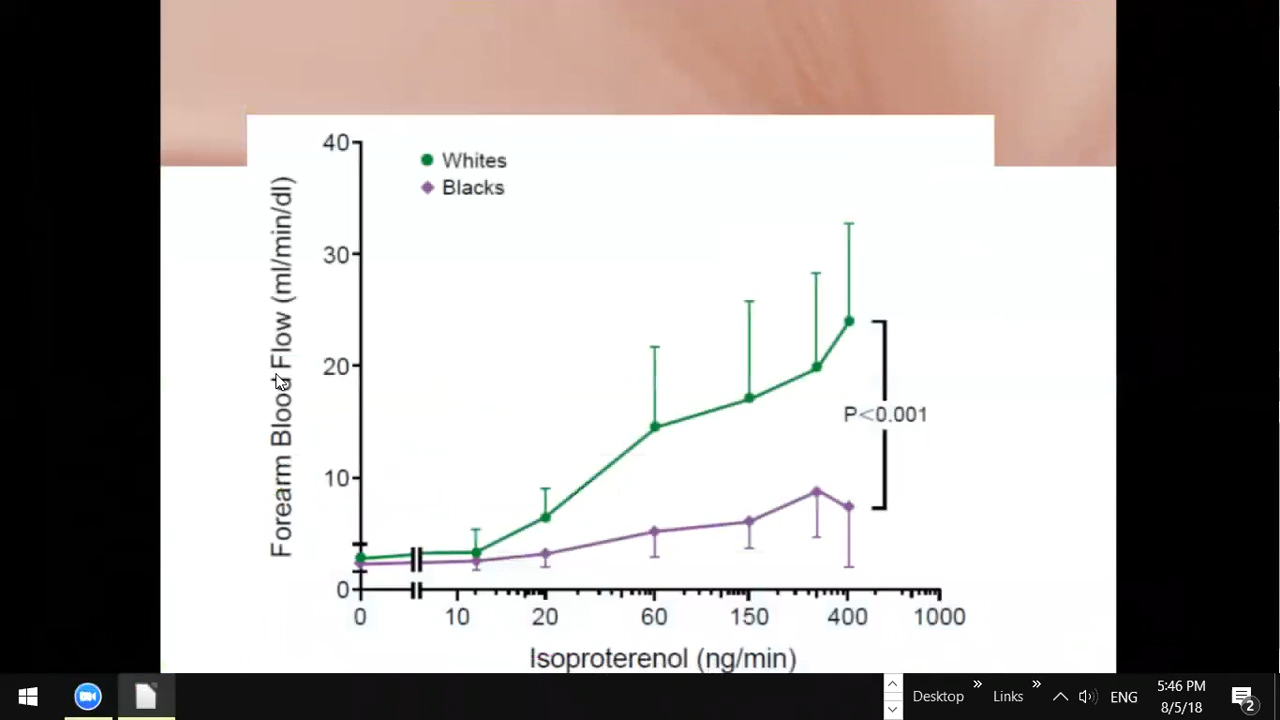 40
Whites
Blacks
30
20
10
0
Forearm Blood Flow (ml/min/dl)
P<0.001
0 10 20 60 150 400 1000
Isoproterenol (ng/min)
Desktop » Links » ENG
5:46 PM
8/5/18
2